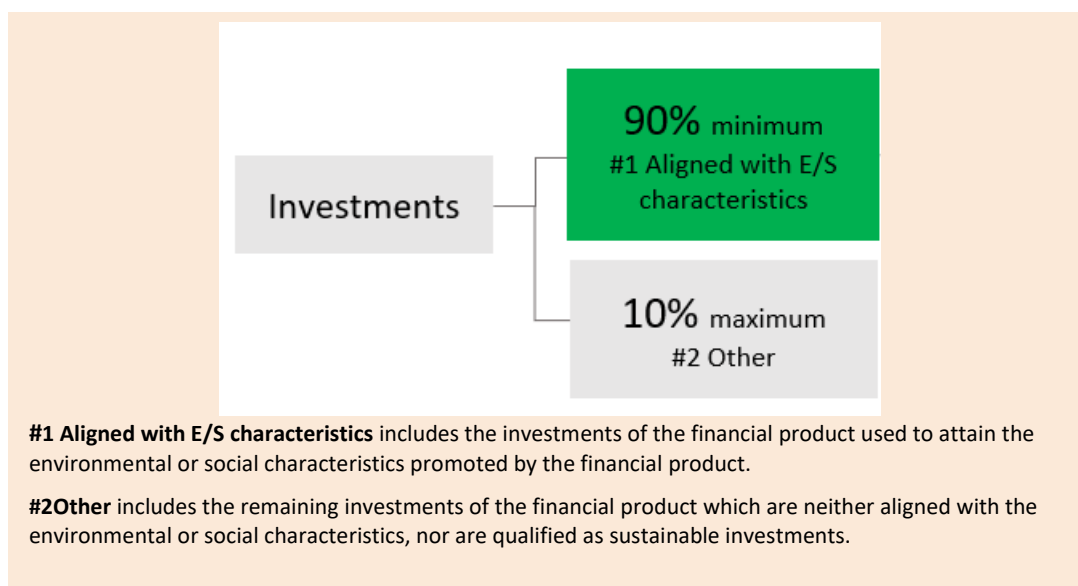 90% minimum
#1 Aligned with E/S
characteristics
Investments
10% maximum
#2 Other
#1 Aligned with E/S characteristics includes the investments of the financial product used to attain the
environmental or social characteristics promoted by the financial product.
#2Other includes the remaining investments of the financial product which are neither aligned with the
environmental or social characteristics, nor are qualified as sustainable investments.